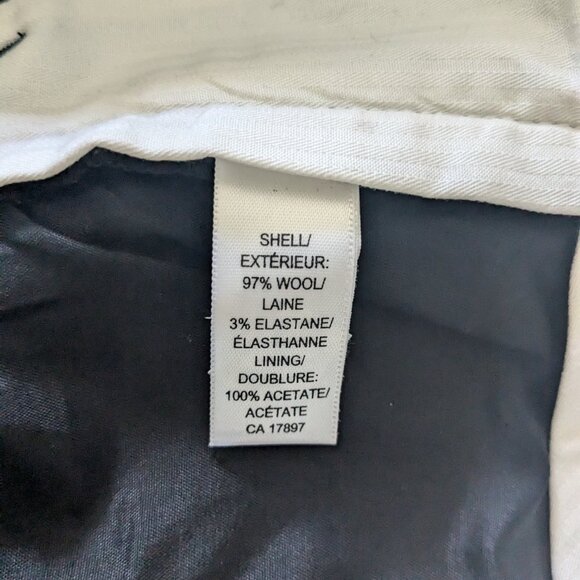 SHELL/
EXTÉRIEUR:
97% WOOL/
LAINE
3% ELASTANE/
ÉLASTHANNE
LINING/
DOUBLURE:
100% ACETATE/
ACÉTATE
CA 17897